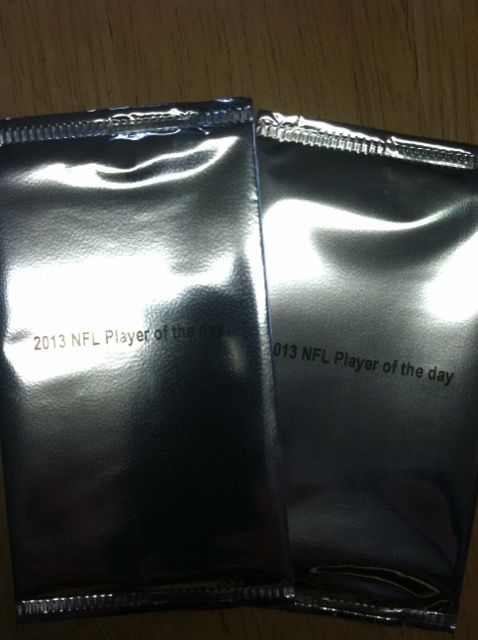 2013 NFL Player of the day
013 NFL Player of the day